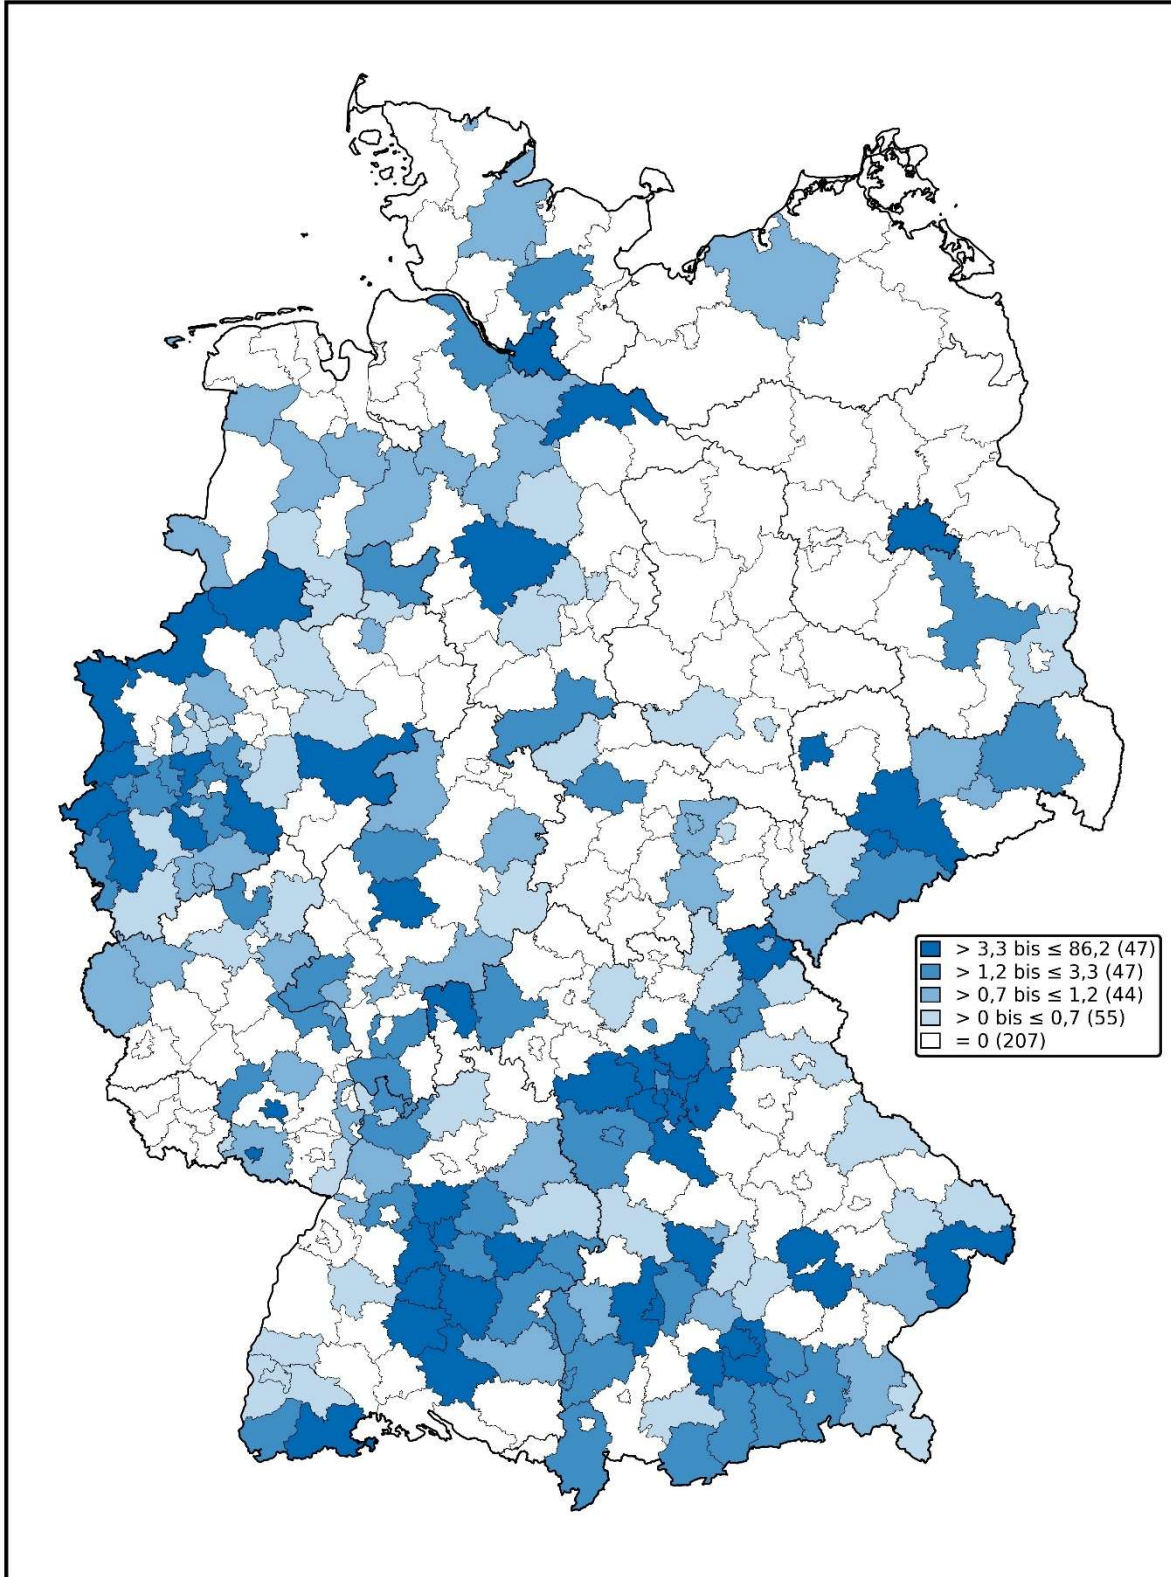 > 3,3 bis ≤ 86,2 (47)
> 1,2 bis ≤ 3,3 (47)
> 0,7 bis ≤ 1,2 (44)
> 0 bis ≤ 0,7 (55)
= 0 (207)